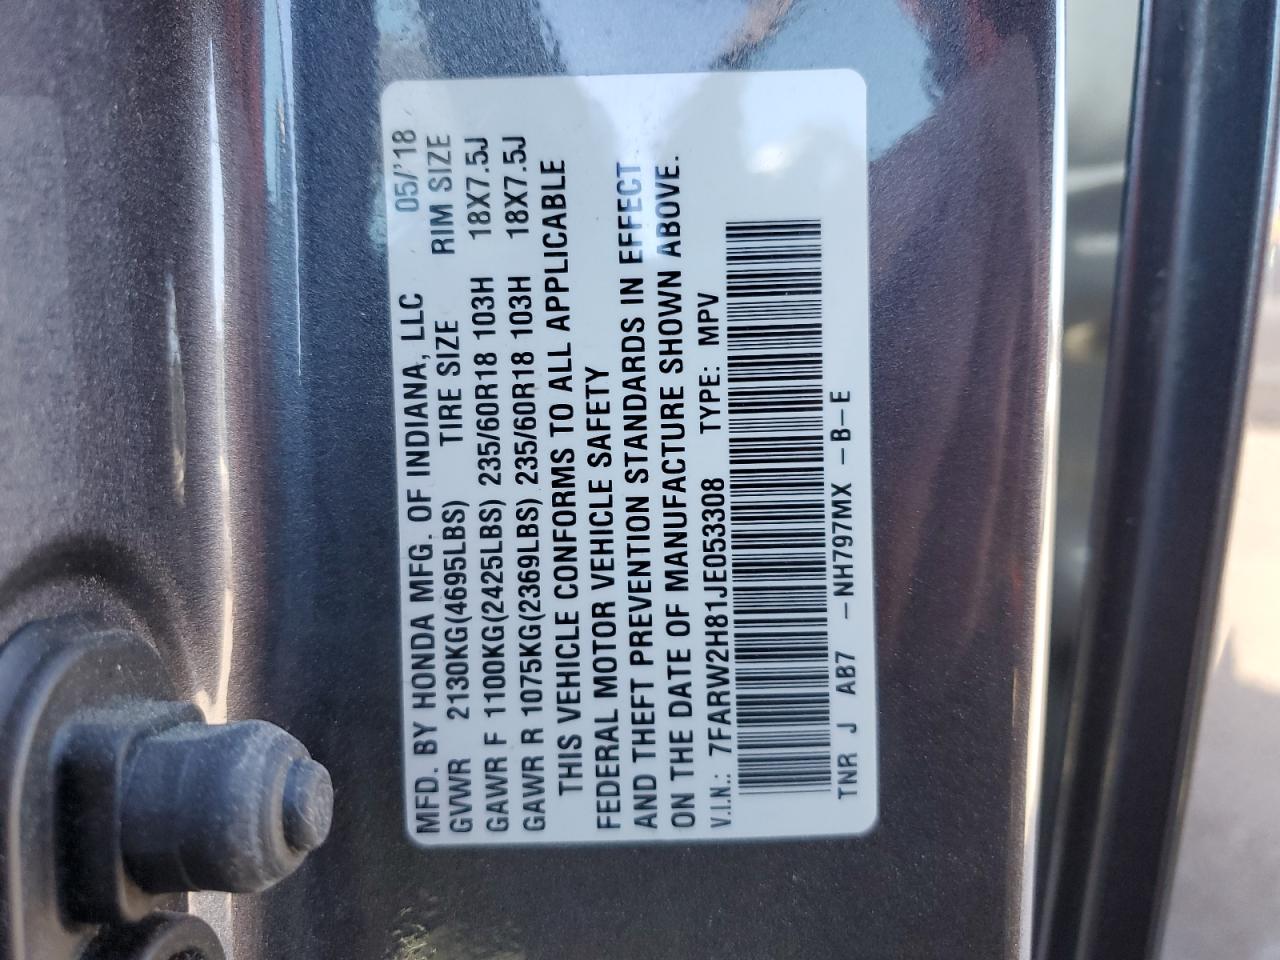 MFD. BY HONDA MFG. OF INDIANA, LLC 05/'18
GVWR 2130KG(4695LBS) TIRE SIZE RIM SIZE
GAWR F 1100KG(2425LBS) 235/60R18 103H 18X7.5J
GAWR R 1075KG(2369LBS) 235/60R18 103H 18X7.5J
THIS VEHICLE CONFORMS TO ALL APPLICABLE
FEDERAL MOTOR VEHICLE SAFETY
AND THEFT PREVENTION STANDARDS IN EFFECT
ON THE DATE OF MANUFACTURE SHOWN ABOVE.
V.I.N.: 7FARW2H81JE053308 TYPE: MPV
TNR J AB7 -NH797MX -B-E